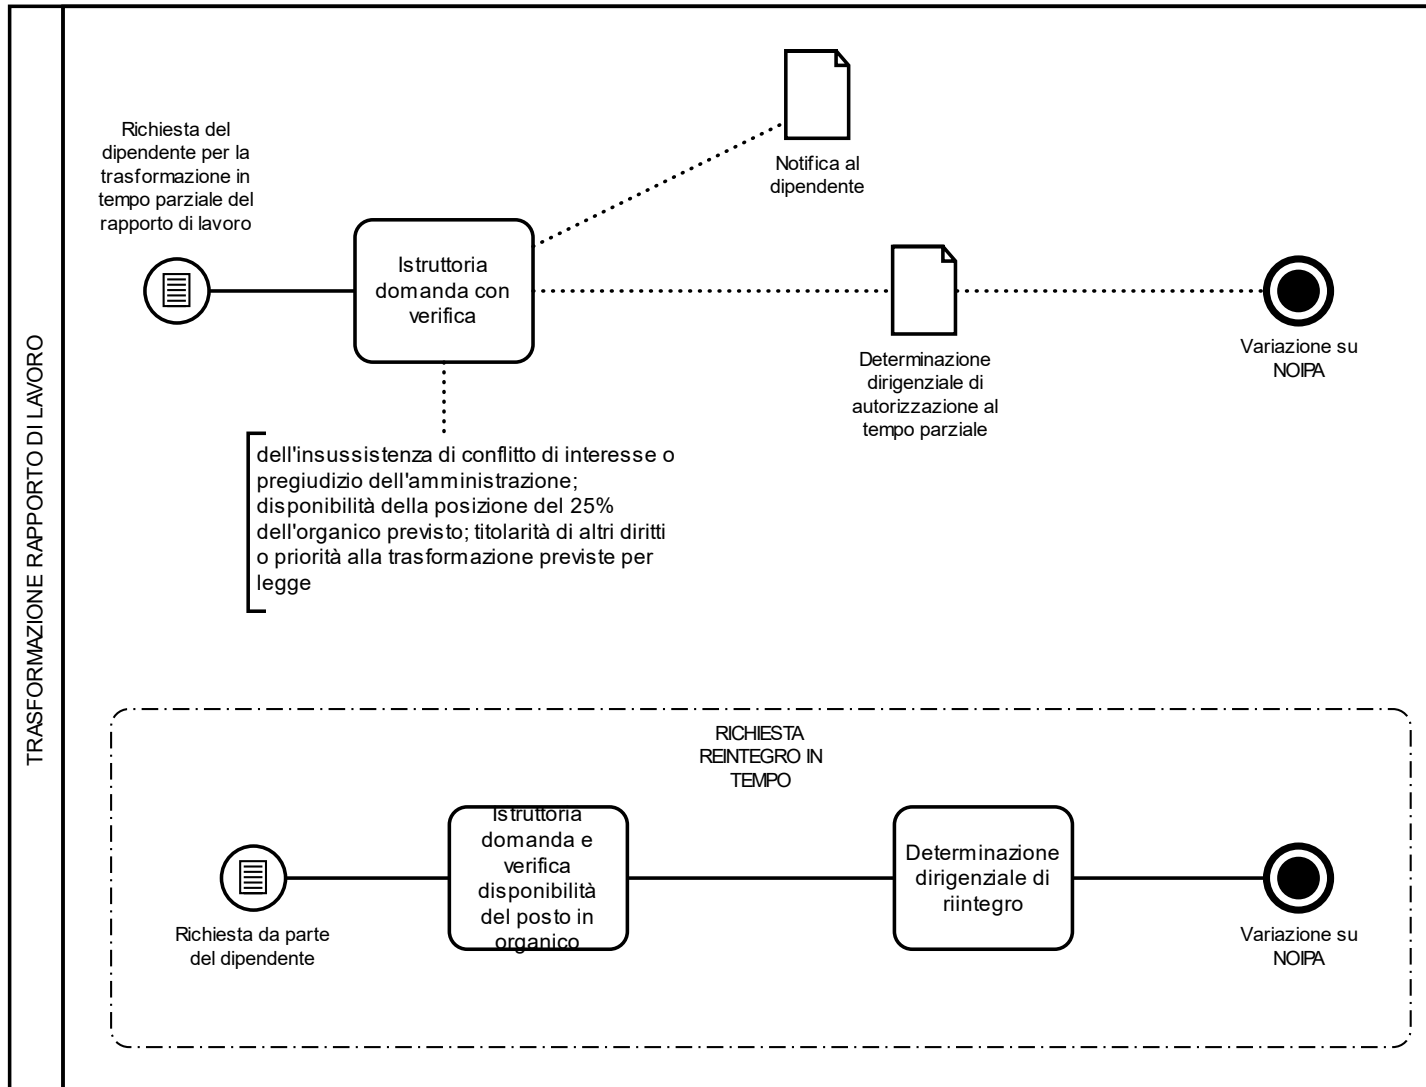 TRASFORMAZIONE RAPPORTO DI LAVORO
Richiesta del
dipendente per la
trasformazione in
tempo parziale del
rapporto di lavoro
Istruttoria
domanda con
verifica
Notifica al
dipendente
Determinazione
dirigenziale di
autorizzazione al
tempo parziale
Variazione su
NOIPA
dell'insussistenza di conflitto di interesse o
pregiudizio dell'amministrazione;
disponibilità della posizione del 25%
dell'organico previsto; titolarità di altri diritti
o priorità alla trasformazione previste per
legge
RICHIESTA
REINTEGRO IN
TEMPO
Richiesta da parte
del dipendente
Istruttoria
domanda e
verifica
disponibilità
del posto in
organico
Determinazione
dirigenziale di
riintegro
Variazione su
NOIPA